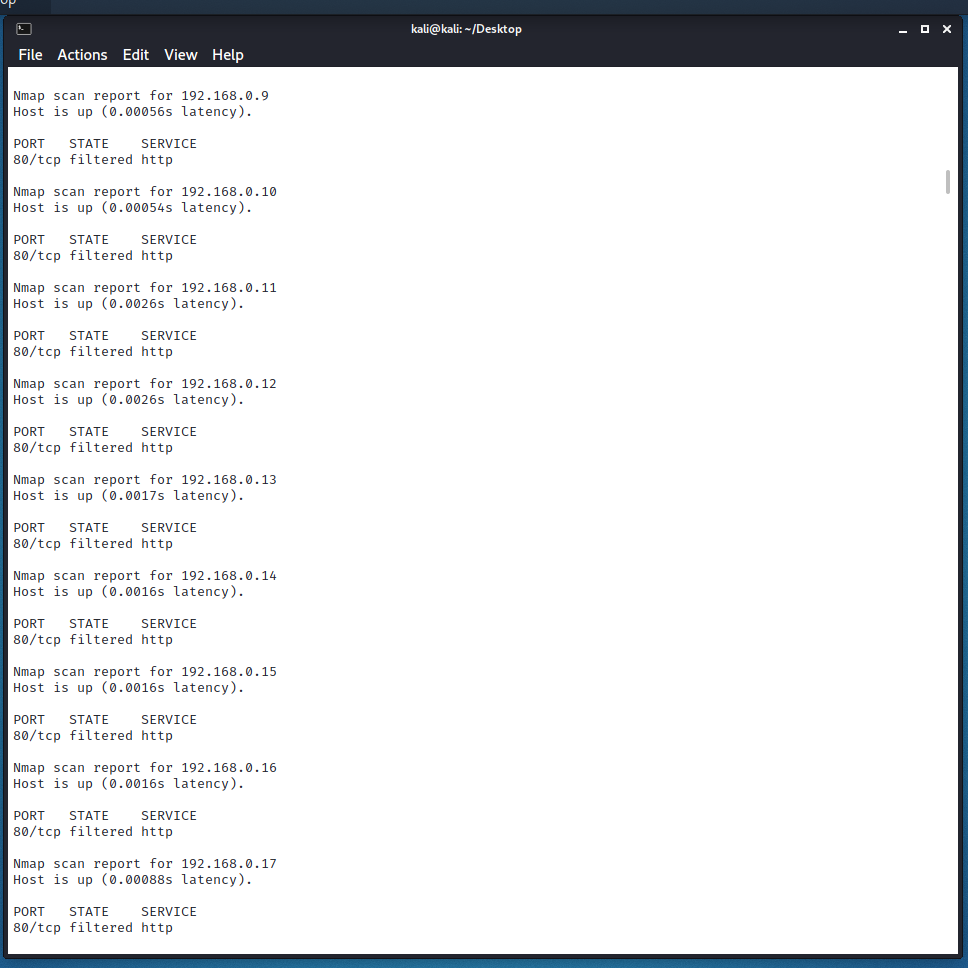 op
kali@kali: ~/Desktop
File Actions Edit View Help
Nmap scan report for 192.168.0.9
Host is up (0.00056s latency).
PORT   STATE    SERVICE
80/tcp filtered http
Nmap scan report for 192.168.0.10
Host is up (0.00054s latency).
PORT   STATE    SERVICE
80/tcp filtered http
Nmap scan report for 192.168.0.11
Host is up (0.0026s latency).
PORT   STATE    SERVICE
80/tcp filtered http
Nmap scan report for 192.168.0.12
Host is up (0.0026s latency).
PORT   STATE    SERVICE
80/tcp filtered http
Nmap scan report for 192.168.0.13
Host is up (0.0017s latency).
PORT   STATE    SERVICE
80/tcp filtered http
Nmap scan report for 192.168.0.14
Host is up (0.0016s latency).
PORT   STATE    SERVICE
80/tcp filtered http
Nmap scan report for 192.168.0.15
Host is up (0.0016s latency).
PORT   STATE    SERVICE
80/tcp filtered http
Nmap scan report for 192.168.0.16
Host is up (0.0016s latency).
PORT   STATE    SERVICE
80/tcp filtered http
Nmap scan report for 192.168.0.17
Host is up (0.00088s latency).
PORT   STATE    SERVICE
80/tcp filtered http